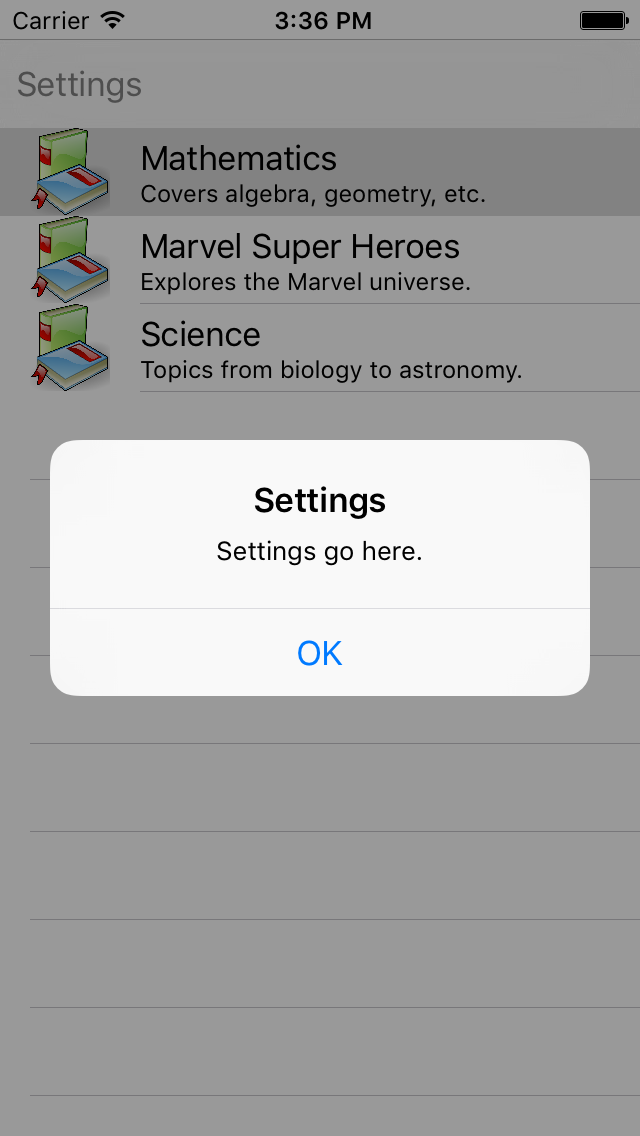 Carrier 3:36 PM
Settings
Mathematics
Covers algebra, geometry, etc.
Marvel Super Heroes
Explores the Marvel universe.
Science
Topics from biology to astronomy.
Settings
Settings go here.
OK